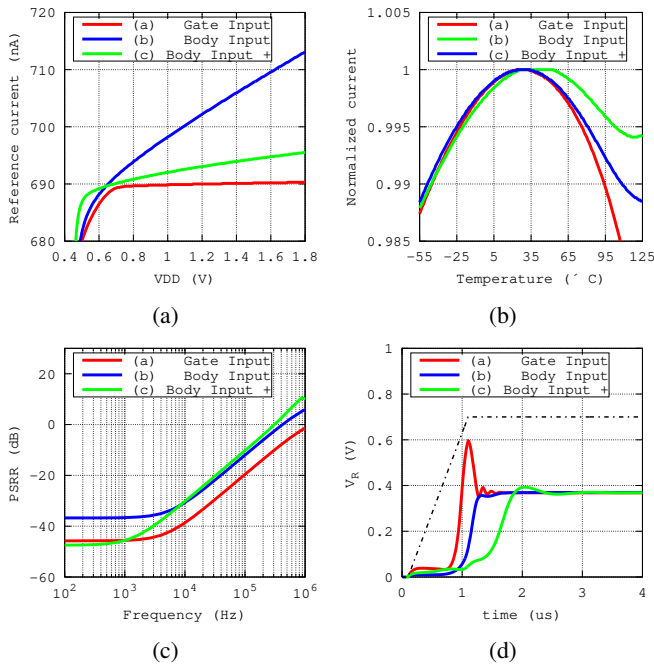 Reference current (nA)
720
710
700
690
680
(a) Gate Input
(b) Body Input
(c) Body Input +
0.4 0.6 0.8 1 1.2 1.4 1.6 1.8
VDD (V)
(a)
Normalized current
1.005
1
0.995
0.99
0.985
(a) Gate Input
(b) Body Input
(c) Body Input +
-55 -25 5 35 65 95 125
Temperature (´ C)
(b)
PSRR (dB)
20
0
−20
−40
−60
(a) Gate Input
(b) Body Input
(c) Body Input +
10^2 10^3 10^4 10^5 10^6
Frequency (Hz)
(c)
V_R (V)
1
0.8
0.6
0.4
0.2
0
(a) Gate Input
(b) Body Input
(c) Body Input +
0 1 2 3 4
time (us)
(d)